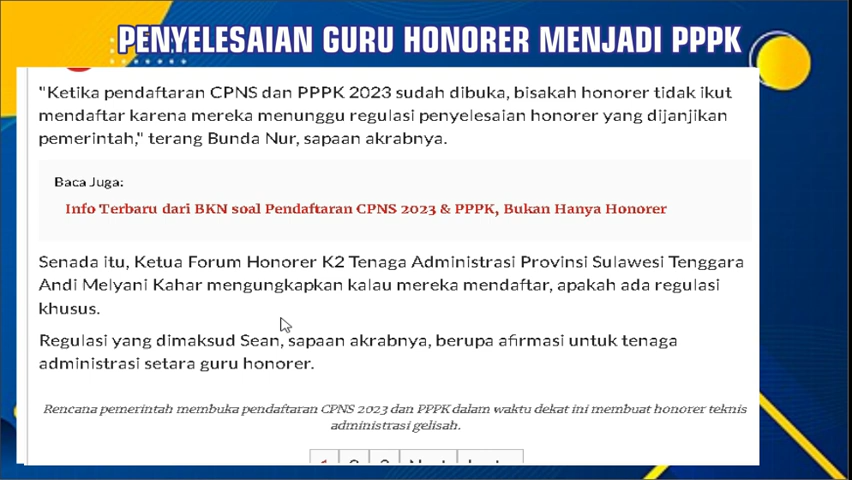 PENYELESAIAN GURU HONORER MENJADI PPPK
"Ketika pendaftaran CPNS dan PPPK 2023 sudah dibuka, bisakah honorer tidak ikut
mendaftar karena mereka menunggu regulasi penyelesaian honorer yang dijanjikan
pemerintah," terang Bunda Nur, sapaan akrabnya.
Baca Juga:
Info Terbaru dari BKN soal Pendaftaran CPNS 2023 & PPPK, Bukan Hanya Honorer
Senada itu, Ketua Forum Honorer K2 Tenaga Administrasi Provinsi Sulawesi Tenggara
Andi Melyani Kahar mengungkapkan kalau mereka mendaftar, apakah ada regulasi
khusus.
Regulasi yang dimaksud Sean, sapaan akrabnya, berupa afirmasi untuk tenaga
administrasi setara guru honorer.
Rencana pemerintah membuka pendaftaran CPNS 2023 dan PPPK dalam waktu dekat ini membuat honorer teknis
administrasi gelisah.